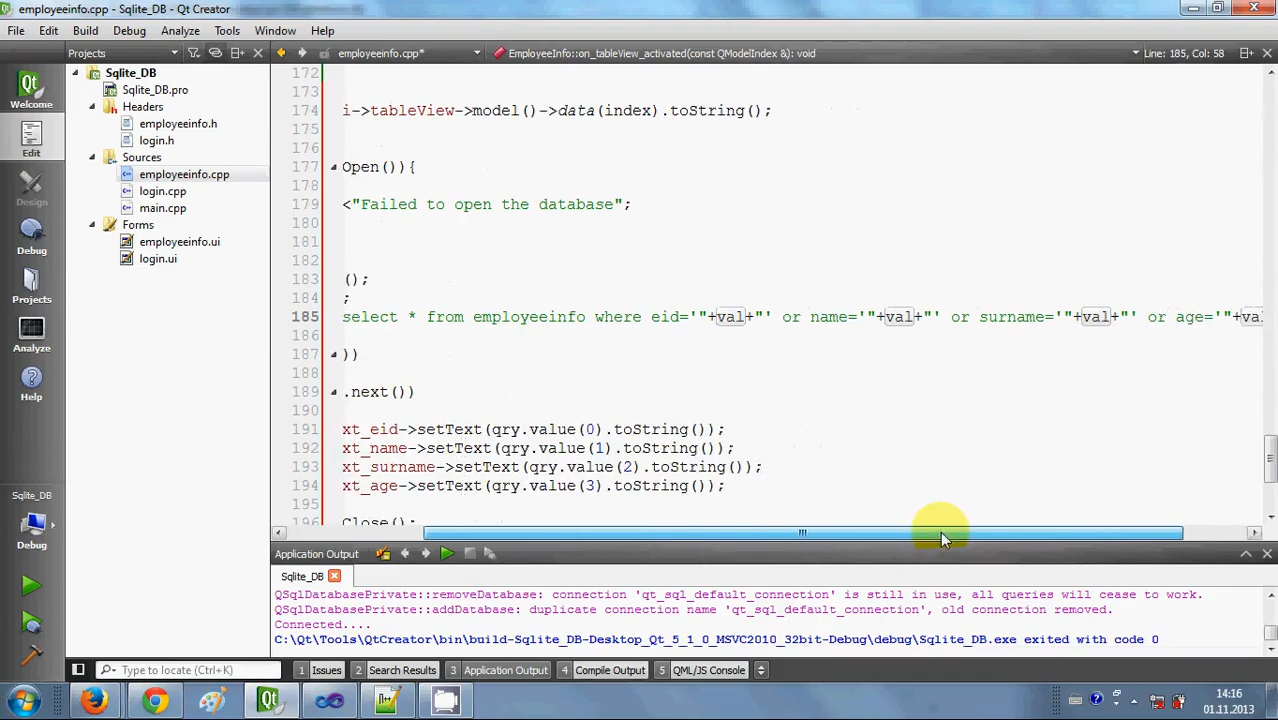 employeeinfo.cpp - Sqlite_DB - Qt Creator
File Edit Build Debug Analyze Tools Window Help
Projects employeeinfo.cpp* EmployeeInfo::on_tableView_activated(const QModelIndex &): void Line: 185, Col: 58
Welcome
Edit
Design
Debug
Projects
Analyze
Help
Sqlite_DB
Debug
Sqlite_DB
Sqlite_DB.pro
Headers
employeeinfo.h
login.h
Sources
employeeinfo.cpp
login.cpp
main.cpp
Forms
employeeinfo.ui
login.ui
172
173
174 i->tableView->model()->data(index).toString();
175
176
177 Open()){
178
179 <"Failed to open the database";
180
181
182
183 ();
184 ;
185 select * from employeeinfo where eid='"+val+"' or name='"+val+"' or surname='"+val+"' or age='"+val
186
187 ))
188
189 .next())
190
191 xt_eid->setText(qry.value(0).toString());
192 xt_name->setText(qry.value(1).toString());
193 xt_surname->setText(qry.value(2).toString());
194 xt_age->setText(qry.value(3).toString());
195
196 Close();
Application Output
Sqlite_DB
QSqlDatabasePrivate::removeDatabase: connection 'qt_sql_default_connection' is still in use, all queries will cease to work.
QSqlDatabasePrivate::addDatabase: duplicate connection name 'qt_sql_default_connection', old connection removed.
Connected....
C:\Qt\Tools\QtCreator\bin\build-Sqlite_DB-Desktop_Qt_5_1_0_MSVC2010_32bit-Debug\debug\Sqlite_DB.exe exited with code 0
Type to locate (Ctrl+K) 1 Issues 2 Search Results 3 Application Output 4 Compile Output 5 QML/JS Console
14:16
01.11.2013